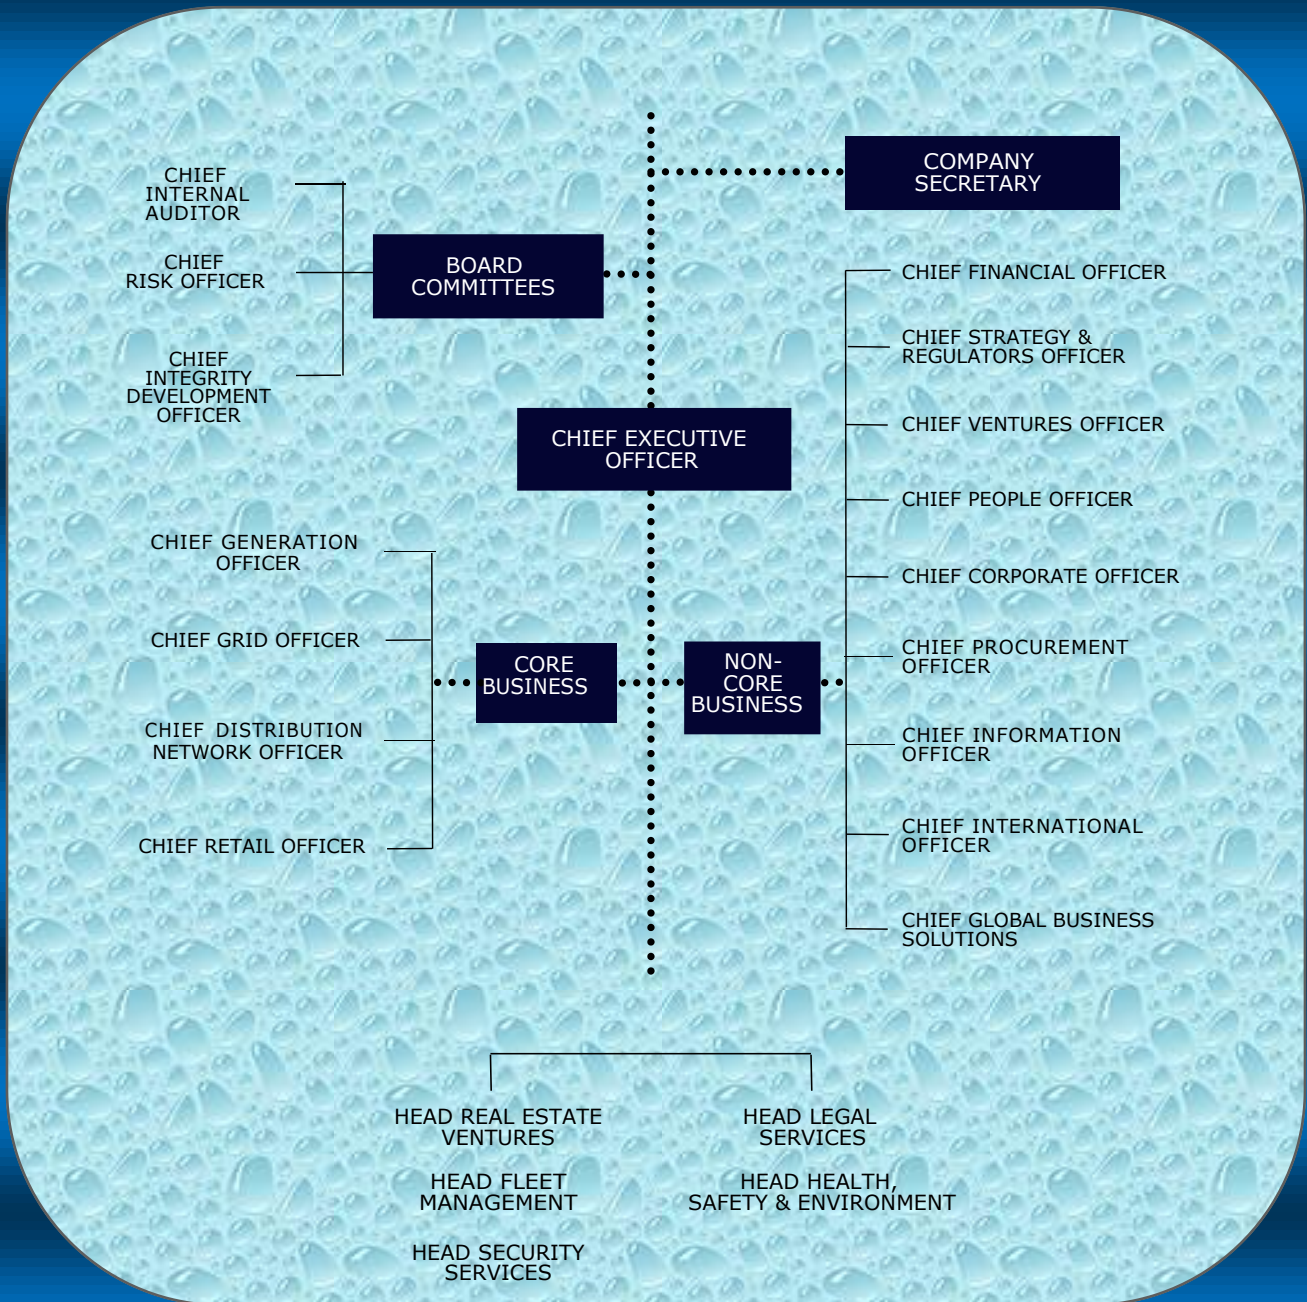 COMPANY
SECRETARY
CHIEF
INTERNAL
AUDITOR
CHIEF
RISK OFFICER
CHIEF
INTEGRITY
DEVELOPMENT
OFFICER
BOARD
COMMITTEES
CHIEF EXECUTIVE
OFFICER
CHIEF GENERATION
OFFICER
CHIEF GRID OFFICER
CHIEF DISTRIBUTION
NETWORK OFFICER
CHIEF RETAIL OFFICER
CORE
BUSINESS
NON-
CORE
BUSINESS
CHIEF FINANCIAL OFFICER
CHIEF STRATEGY &
REGULATORS OFFICER
CHIEF VENTURES OFFICER
CHIEF PEOPLE OFFICER
CHIEF CORPORATE OFFICER
CHIEF PROCUREMENT
OFFICER
CHIEF INFORMATION
OFFICER
CHIEF INTERNATIONAL
OFFICER
CHIEF GLOBAL BUSINESS
SOLUTIONS
HEAD REAL ESTATE
VENTURES
HEAD FLEET
MANAGEMENT
HEAD SECURITY
SERVICES
HEAD LEGAL
SERVICES
HEAD HEALTH,
SAFETY & ENVIRONMENT